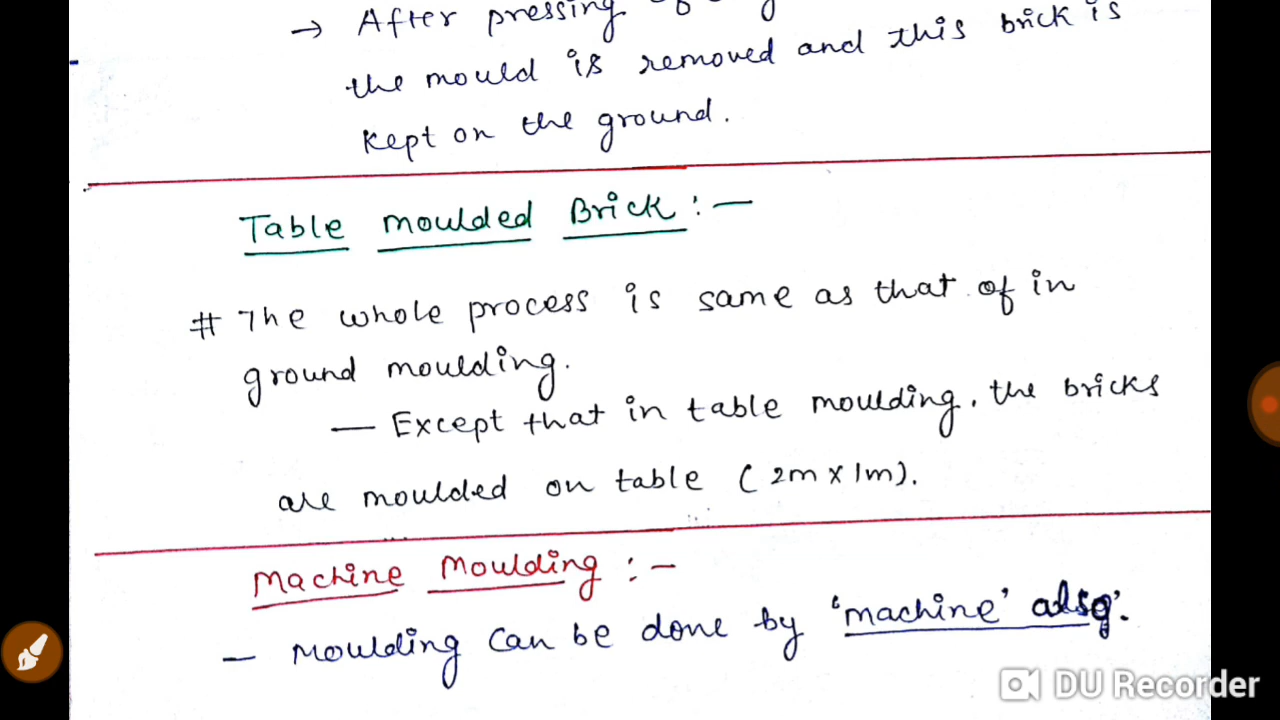 → After pressing
the mould is removed and this brick is
kept on the ground.
Table moulded Brick :-
# The whole process is same as that of in
ground moulding.
— Except that in table moulding, the bricks
are moulded on table (2m x 1m).
Machine Moulding :-
- Moulding can be done by 'machine' also'.
DU Recorder